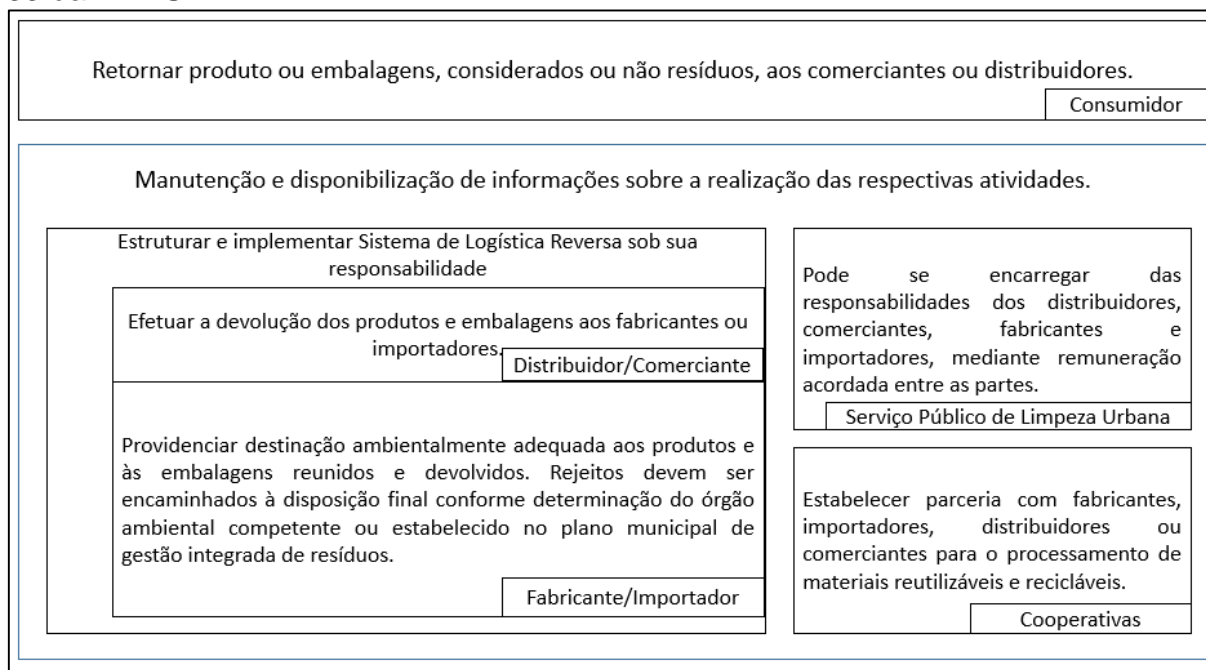 Retornar produto ou embalagens, considerados ou não resíduos, aos comerciantes ou distribuidores.
Consumidor
Manutenção e disponibilização de informações sobre a realização das respectivas atividades.
Estruturar e implementar Sistema de Logística Reversa sob sua
responsabilidade
Efetuar a devolução dos produtos e embalagens aos fabricantes ou
importadores.
Distribuidor/Comerciante
Providenciar destinação ambientalmente adequada aos produtos e
às embalagens reunidos e devolvidos. Rejeitos devem ser
encaminhados à disposição final conforme determinação do órgão
ambiental competente ou estabelecido no plano municipal de
gestão integrada de resíduos.
Fabricante/Importador
Pode se encarregar das
responsabilidades dos distribuidores,
comerciantes, fabricantes e
importadores, mediante remuneração
acordada entre as partes.
Serviço Público de Limpeza Urbana
Estabelecer parceria com fabricantes,
importadores, distribuidores ou
comerciantes para o processamento de
materiais reutilizáveis e recicláveis.
Cooperativas